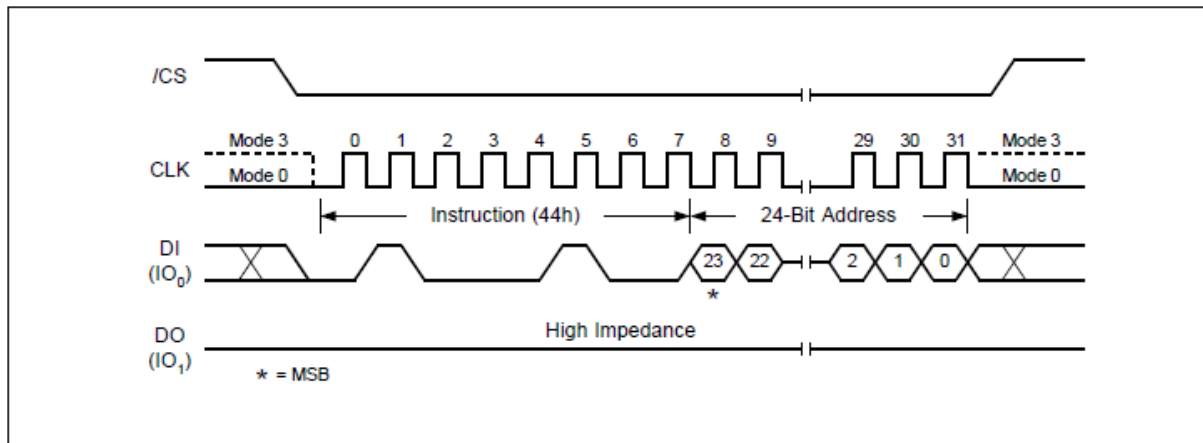 /CS
Mode 3 0 1 2 3 4 5 6 7 8 9 29 30 31 Mode 3
CLK Mode 0 Mode 0
Instruction (44h) 24-Bit Address
DI
(IO0) 23 22 2 1 0
*
High Impedance
DO
(IO1)
* = MSB